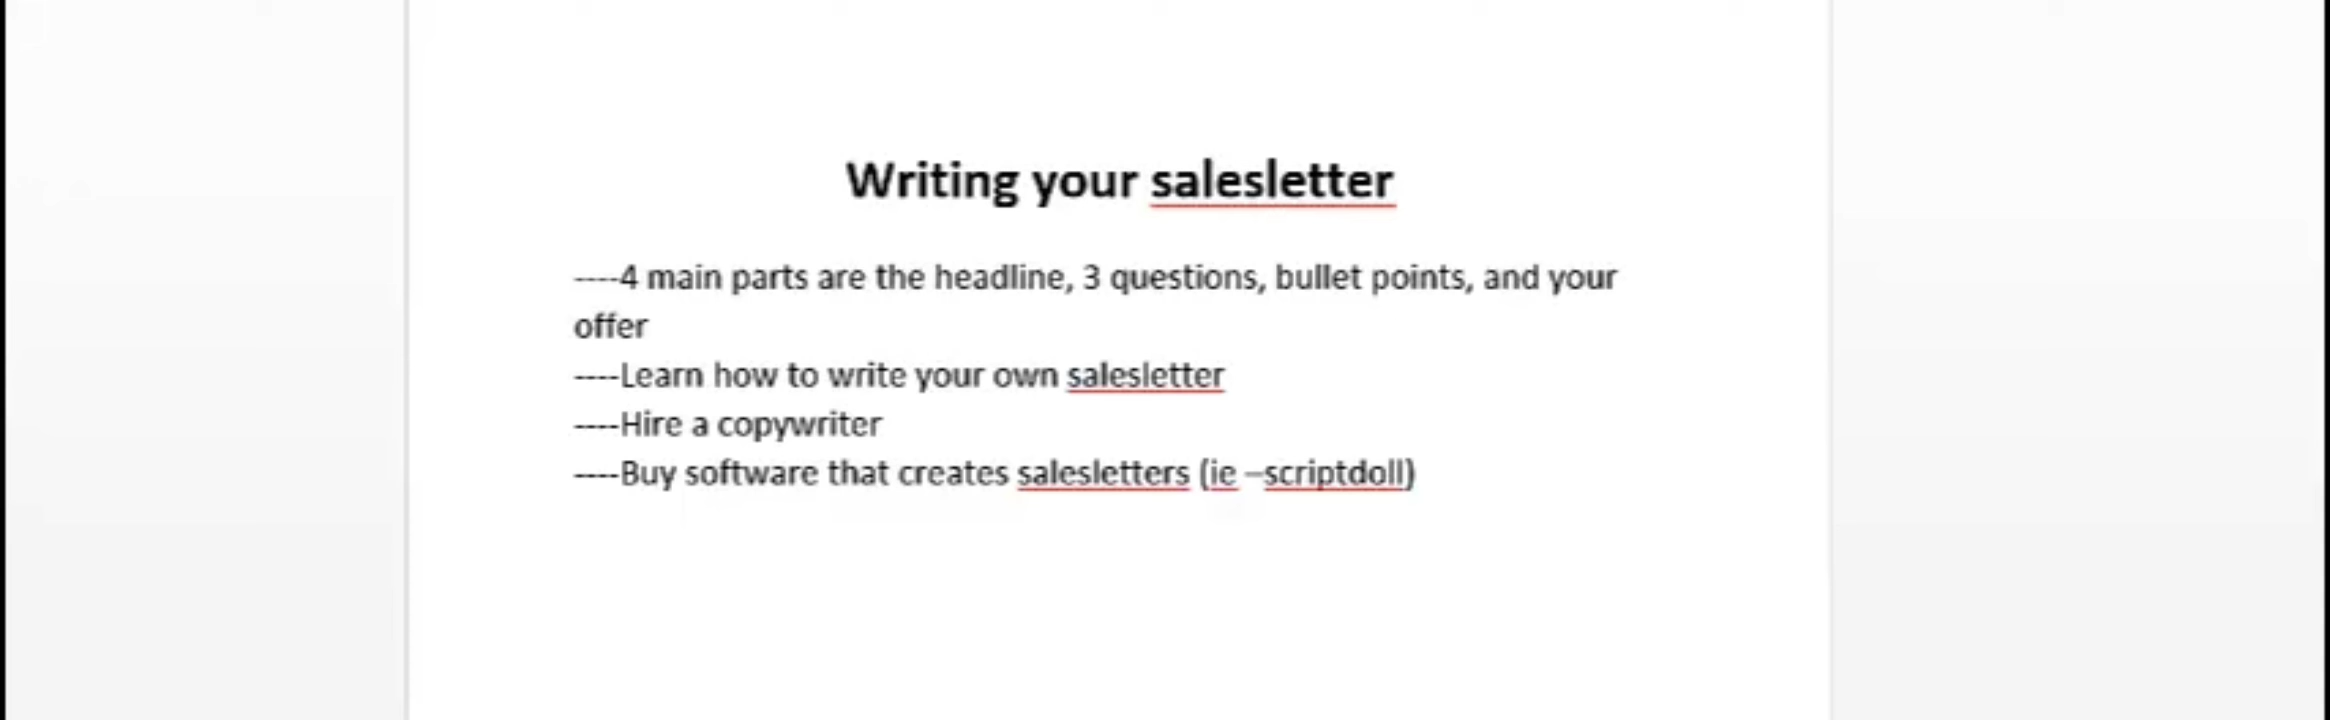 Writing your salesletter
----4 main parts are the headline, 3 questions, bullet points, and your
offer
----Learn how to write your own salesletter
----Hire a copywriter
----Buy software that creates salesletters (ie –scriptdoll)